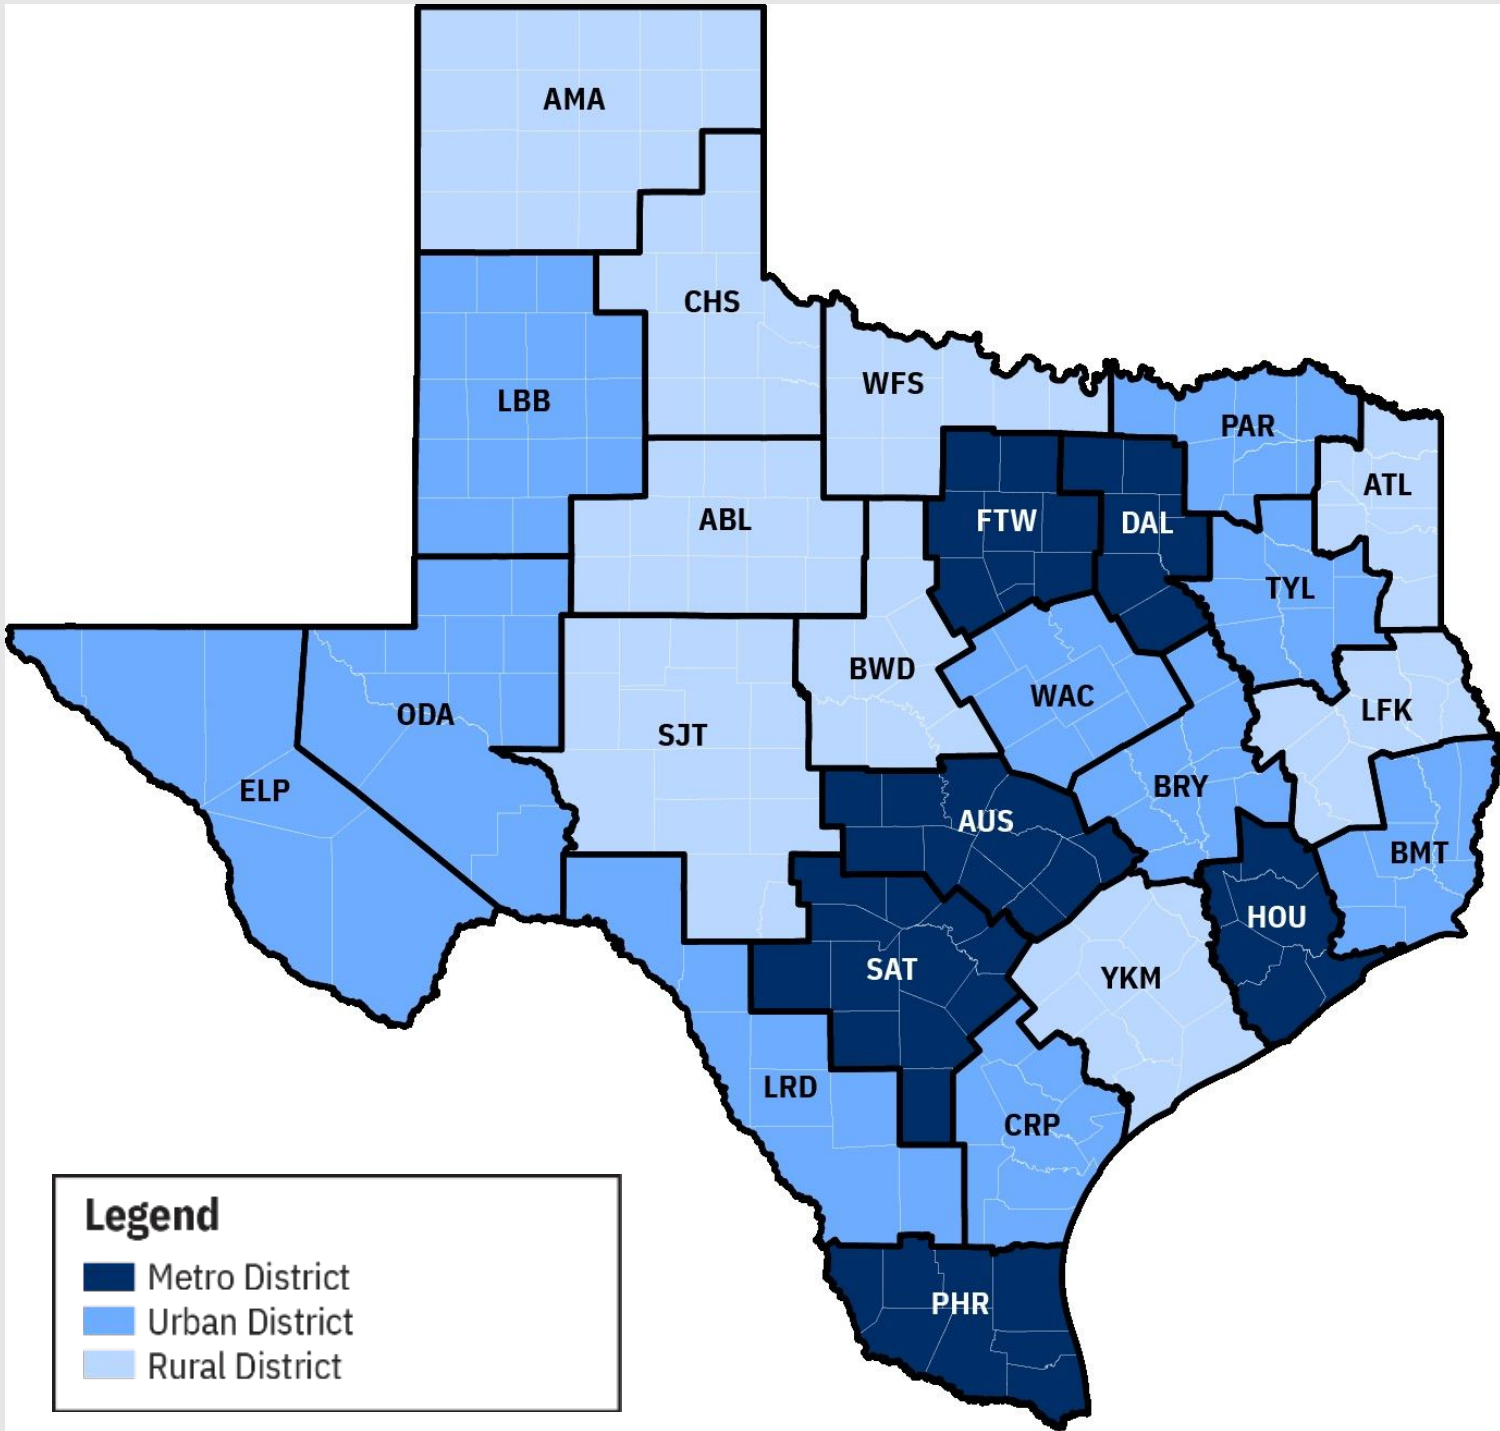 AMA
CHS
WFS
LBB
PAR
ATL
ABL
FTW
DAL
TYL
BWD
WAC
LFK
ODA
SJT
ELP
BRY
AUS
BMT
HOU
SAT
YKM
LRD
CRP
PHR
Legend
Metro District
Urban District
Rural District